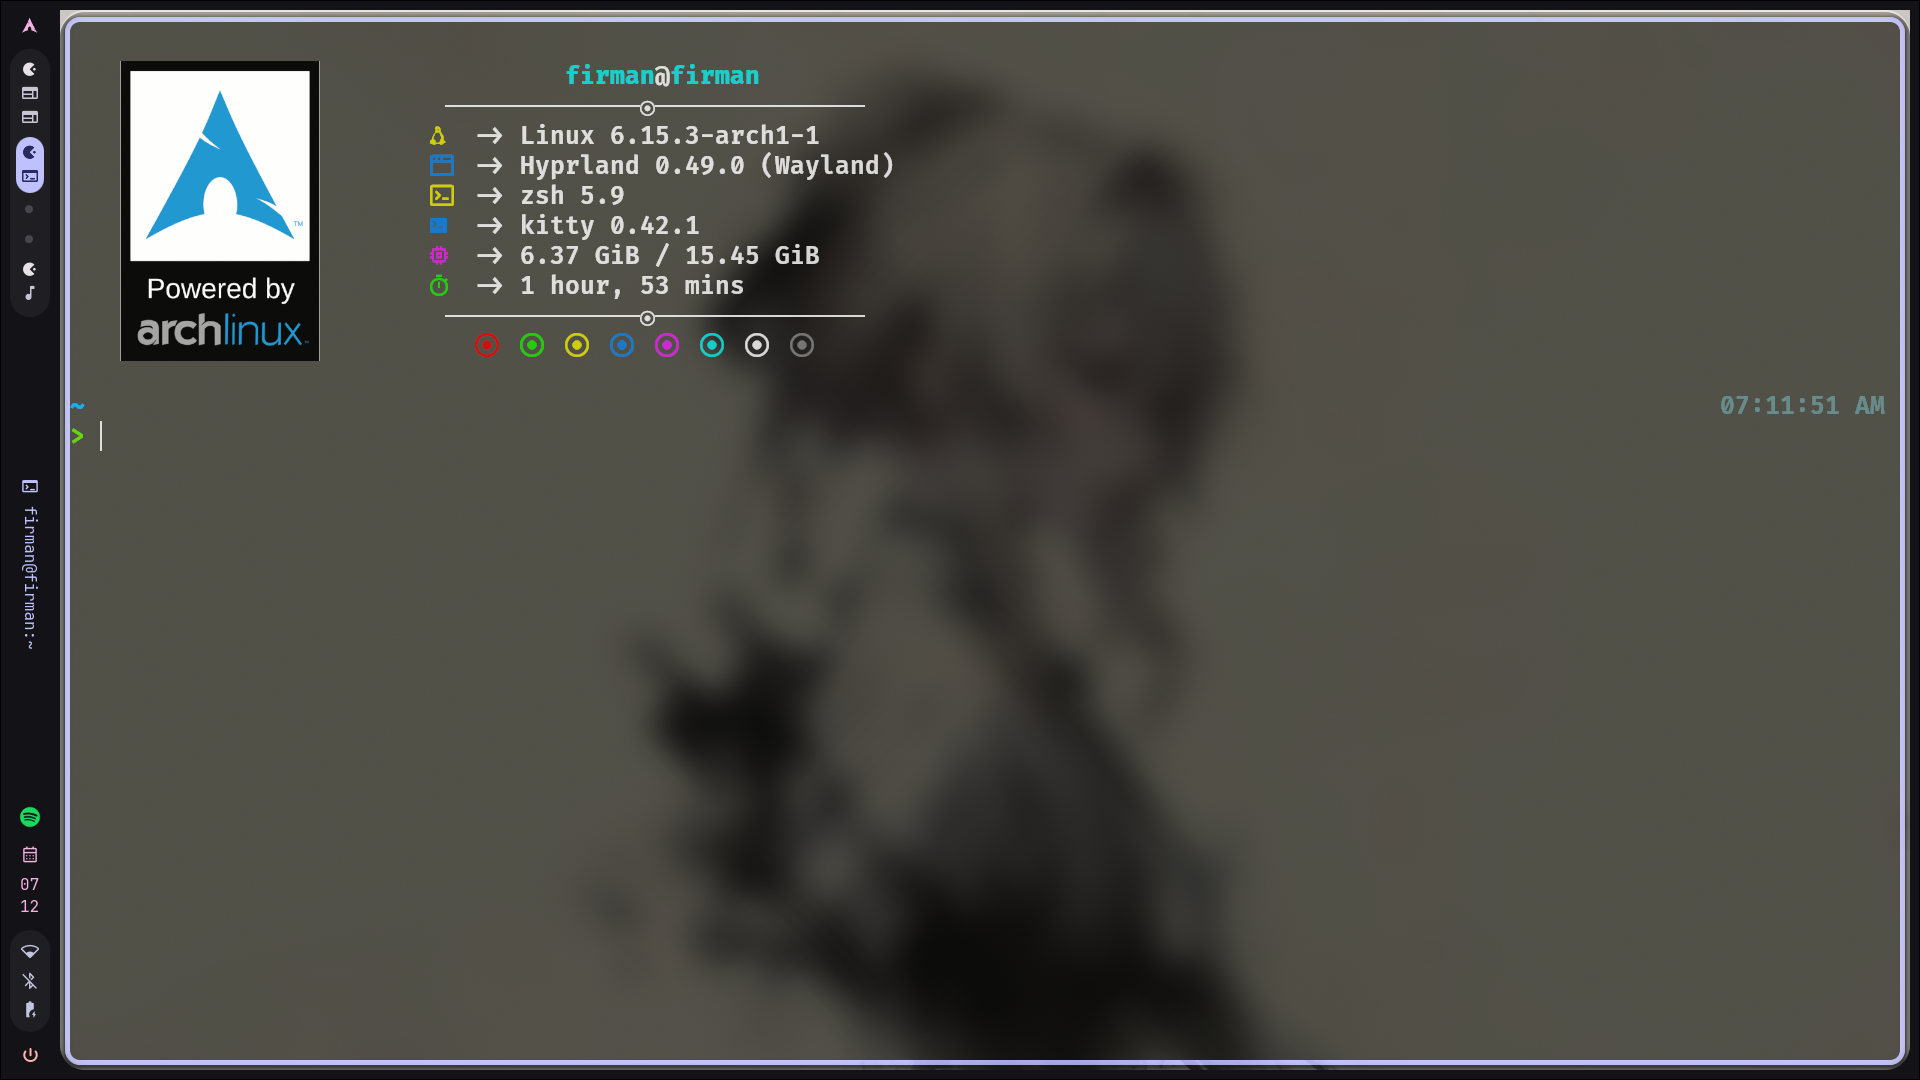 firman@firman
Linux 6.15.3-arch1-1
Hyprland 0.49.0 (Wayland)
zsh 5.9
kitty 0.42.1
6.37 GiB / 15.45 GiB
1 hour, 53 mins
TM
Powered by
archlinux
~
07:11:51 AM
>
firman@firman:~
07
12